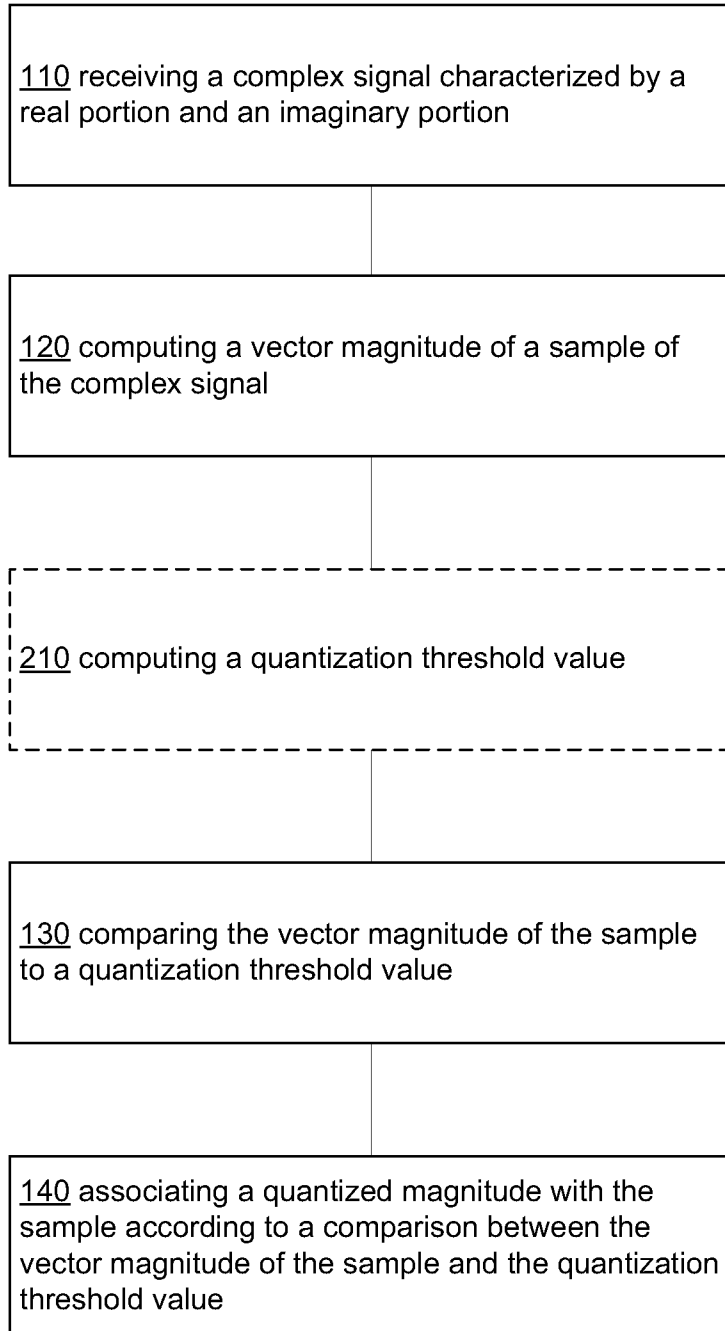 110 receiving a complex signal characterized by a
real portion and an imaginary portion
120 computing a vector magnitude of a sample of
the complex signal
210 computing a quantization threshold value
130 comparing the vector magnitude of the sample
to a quantization threshold value
140 associating a quantized magnitude with the
sample according to a comparison between the
vector magnitude of the sample and the quantization
threshold value